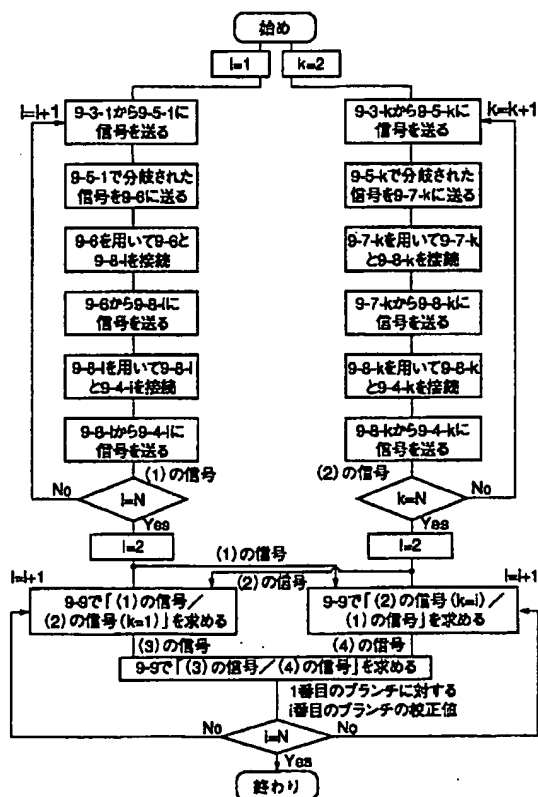 始め
i=1
k=2
i=i+1
k=k+1
9-3-1から9-5-1に
信号を送る
9-3-kから9-5-kに
信号を送る
9-5-1で分岐された
信号を9-6に送る
9-5-kで分岐された
信号を9-7-kに送る
9-6を用いて9-6と
9-8-iを接続
9-7-kを用いて9-7-k
と9-8-kを接続
9-6から9-8-iに
信号を送る
9-7-kから9-8-kに
信号を送る
9-8-iを用いて9-8-i
と9-4-iを接続
9-8-kを用いて9-8-k
と9-4-kを接続
9-8-iから9-4-iに
信号を送る
9-8-kから9-4-kに
信号を送る
(1)の信号
(2)の信号
No
i=N
k=N
No
Yes
Yes
i=2
i=2
(1)の信号
(2)の信号
i=i+1
i=i+1
9-9で「(1)の信号/
(2)の信号(k=1)」を求める
9-9で「(2)の信号(k=i)/
(1)の信号」を求める
(3)の信号
(4)の信号
9-9で「(3)の信号/(4)の信号」を求める
1番目のブランチに対する
i番目のブランチの校正値
No
i=N
No
Yes
終わり